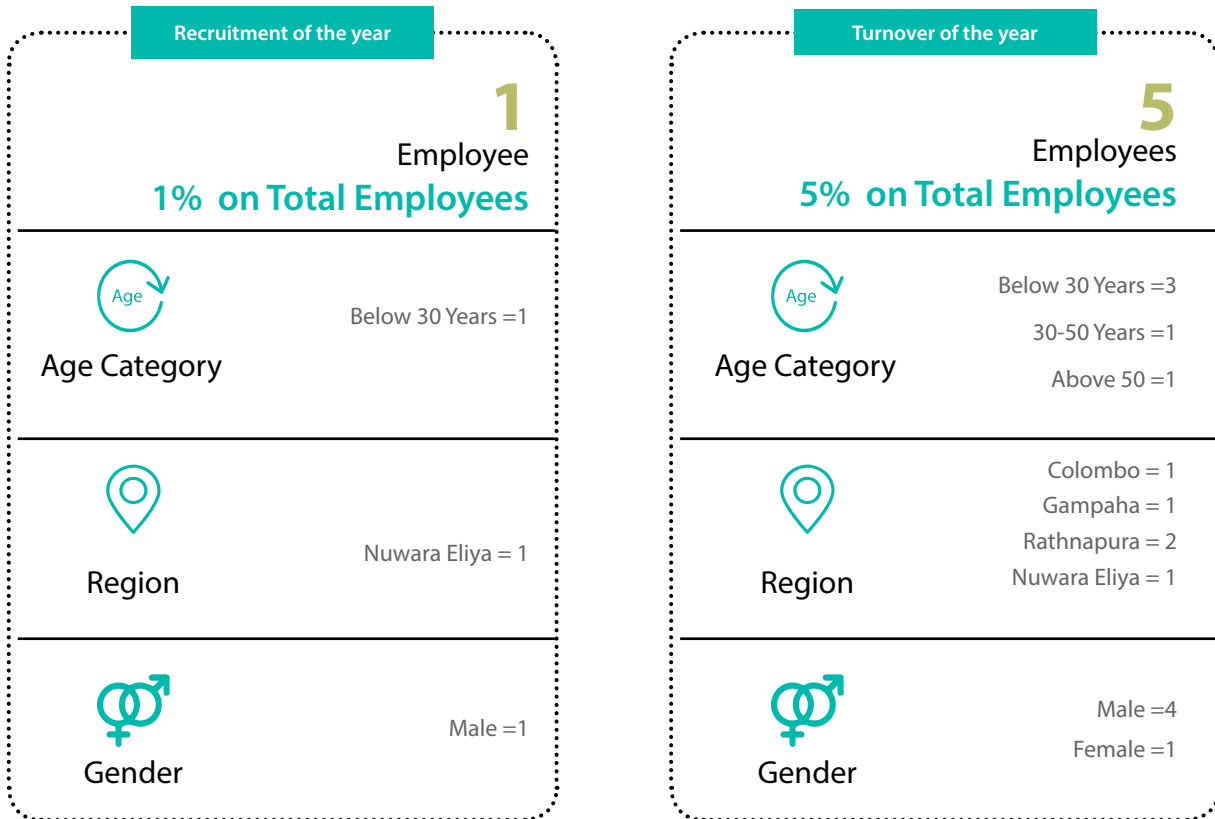 Recruitment of the year
1
Employee
1% on Total Employees
Age
Age Category
Below 30 Years =1
Region
Nuwara Eliya = 1
Gender
Male =1
Turnover of the year
5
Employees
5% on Total Employees
Age
Age Category
Below 30 Years =3
30-50 Years =1
Above 50 =1
Region
Colombo = 1
Gampaha = 1
Rathnapura = 2
Nuwara Eliya = 1
Gender
Male =4
Female =1